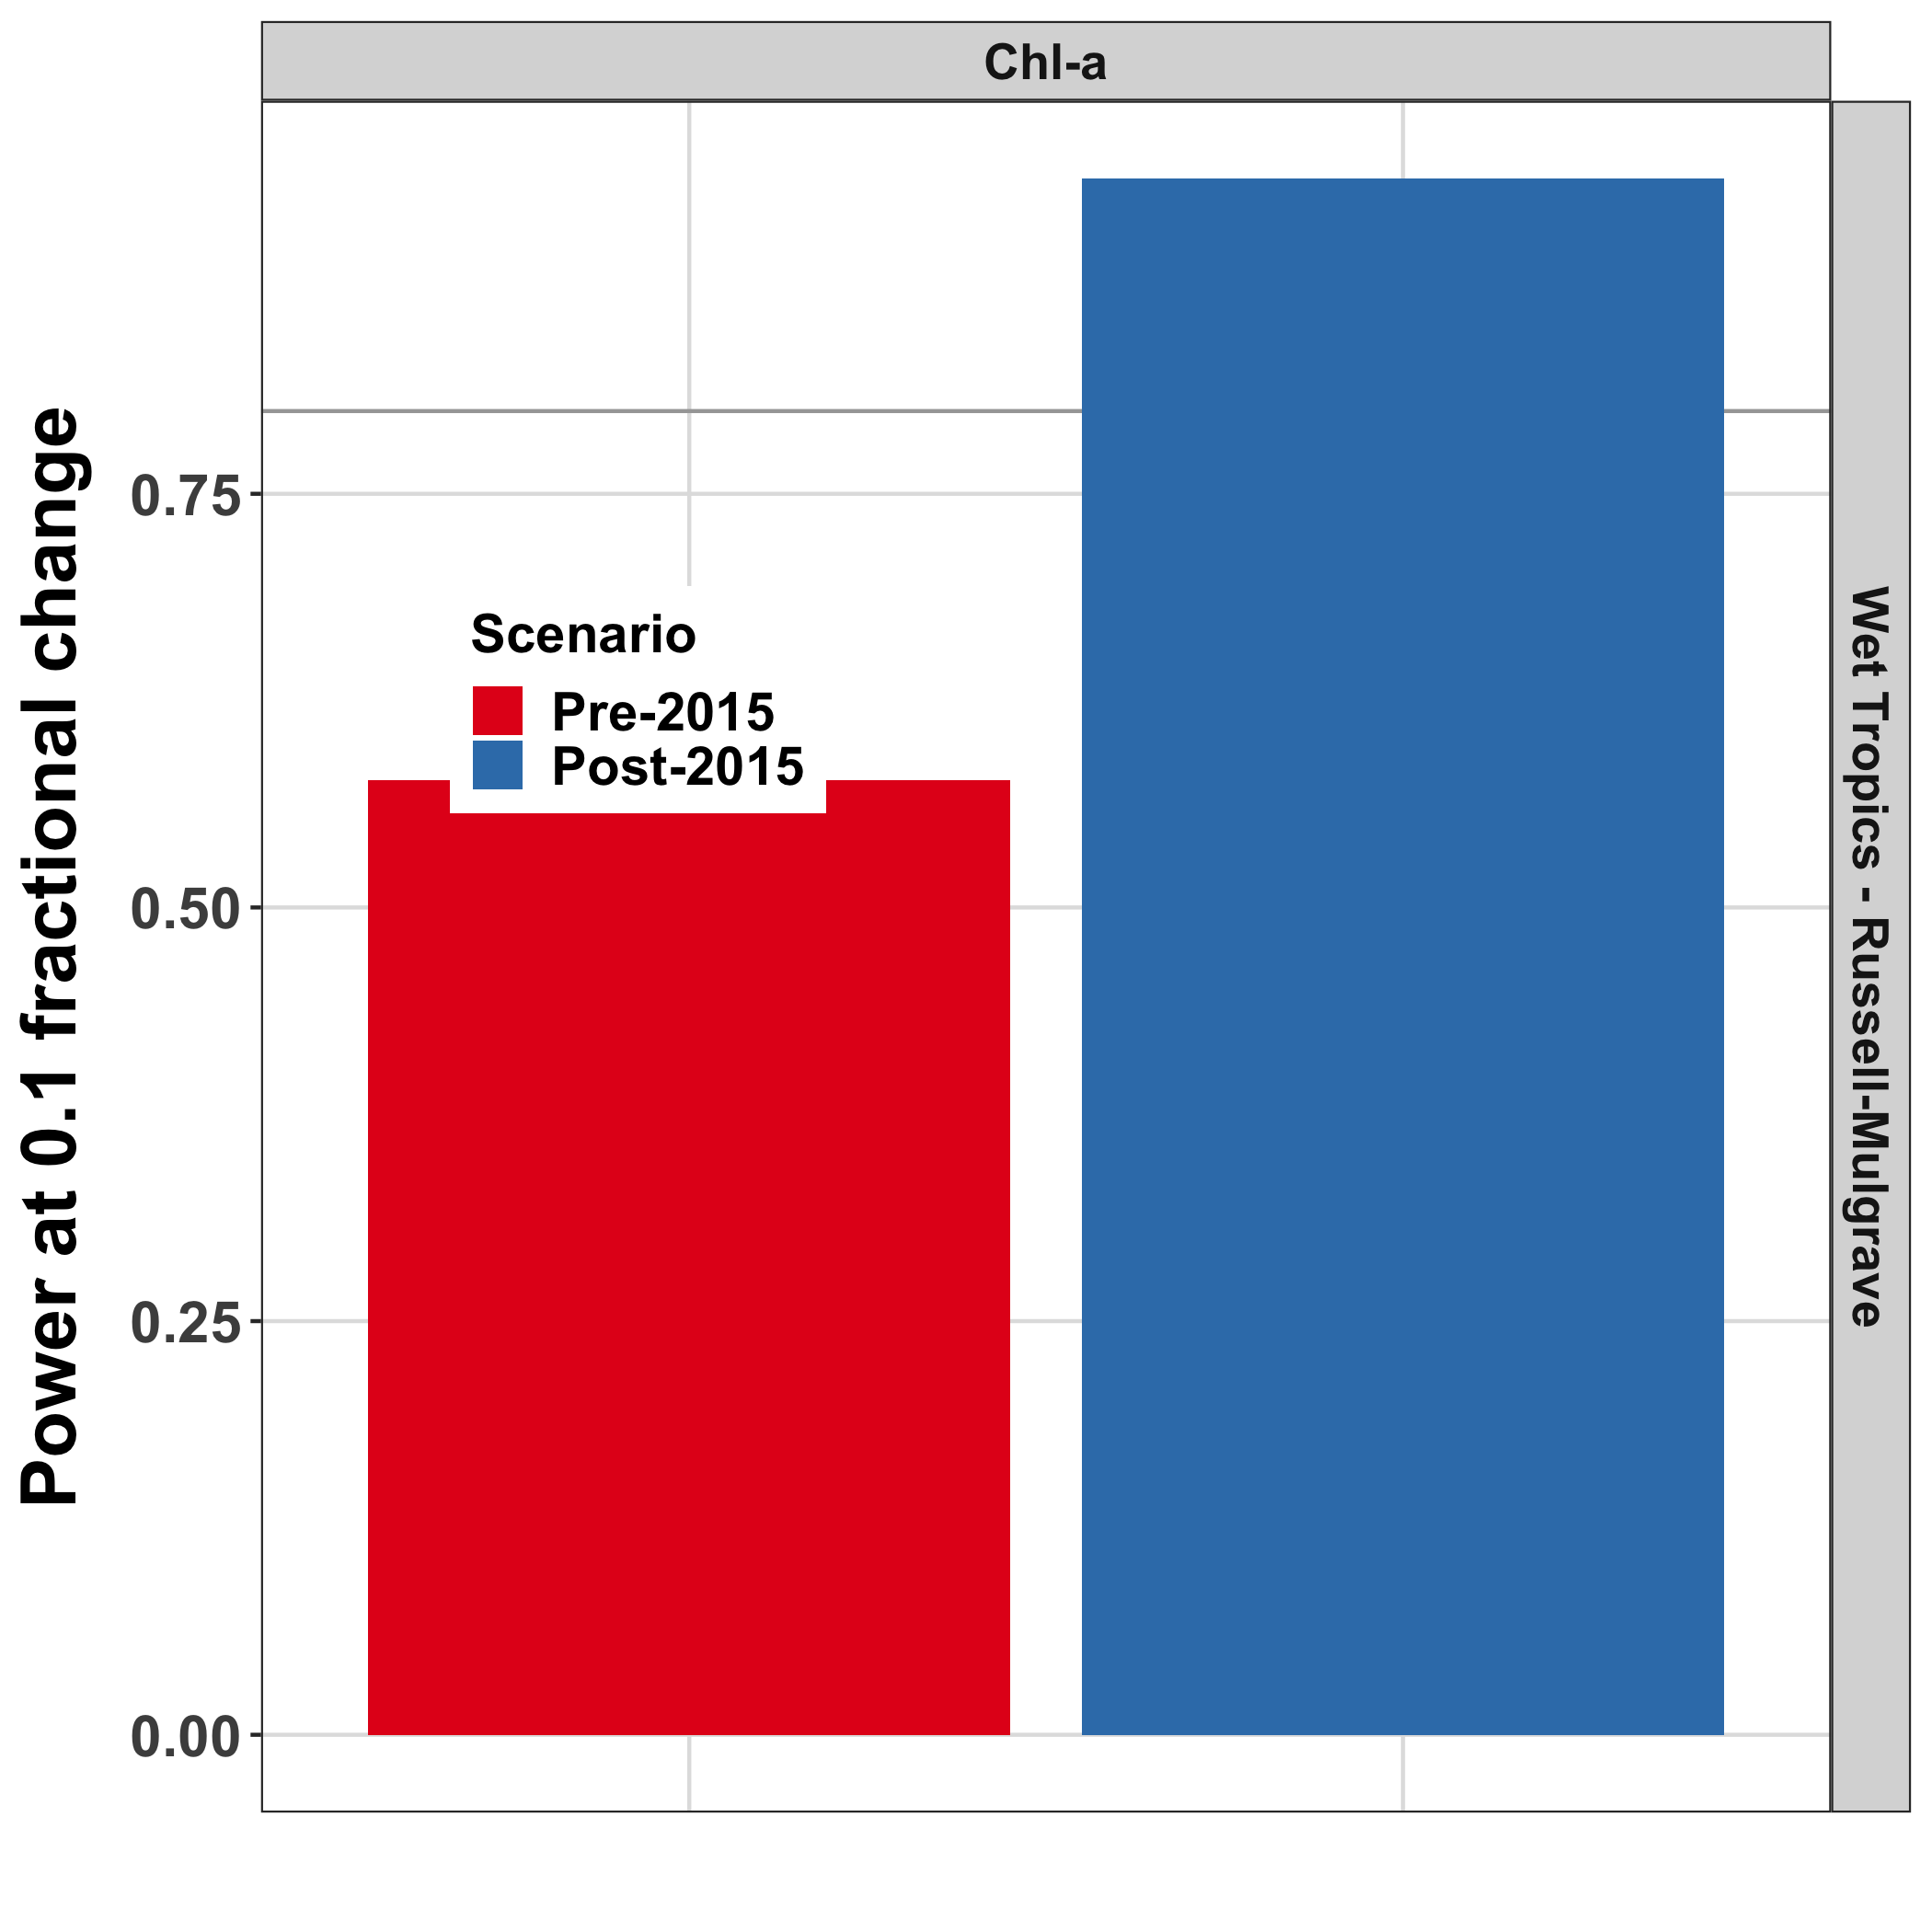 Chl-a
Power at 0.1 fractional change
0.75
0.50
0.25
0.00
Scenario
Pre-2015
Post-2015
Wet Tropics - Russell-Mulgrave